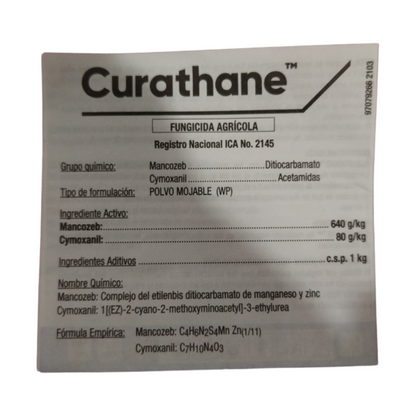 Curathane™
FUNGICIDA AGRÍCOLA
Registro Nacional ICA No. 2145
97079266 2103
Grupo químico: Mancozeb ........ Ditiocarbamato
Cymoxanil ........ Acetamidas
Tipo de formulación: POLVO MOJABLE (WP)
Ingrediente Activo:
Mancozeb: ........ 640 g/kg
Cymoxanil: ........ 80 g/kg
Ingredientes Aditivos ........ c.s.p. 1 kg
Nombre Químico:
Mancozeb: Complejo del etilenbis ditiocarbamato de manganeso y zinc
Cymoxanil: 1[(EZ)-2-cyano-2-methoxyminoacetyl]-3-ethylurea
Fórmula Empírica: Mancozeb: C4H6N2S4Mn Zn(1/11)
Cymoxanil: C7H10N4O3